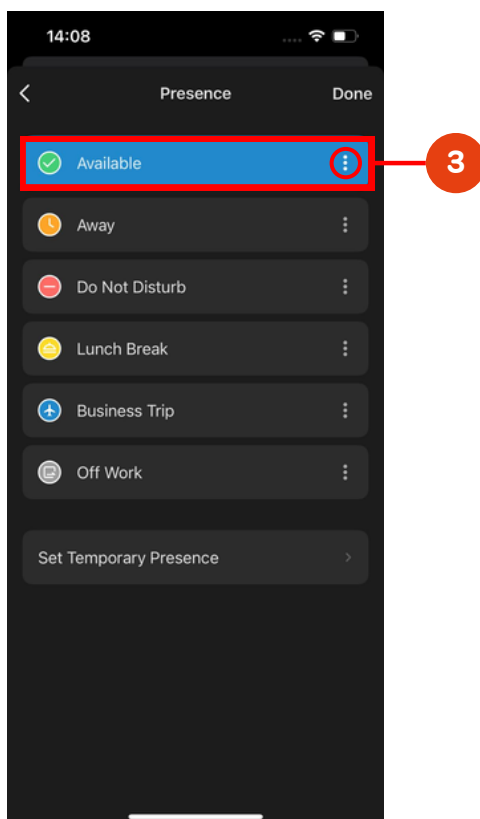 14:08
Presence
Done
Available
3
Away
Do Not Disturb
Lunch Break
Business Trip
Off Work
Set Temporary Presence